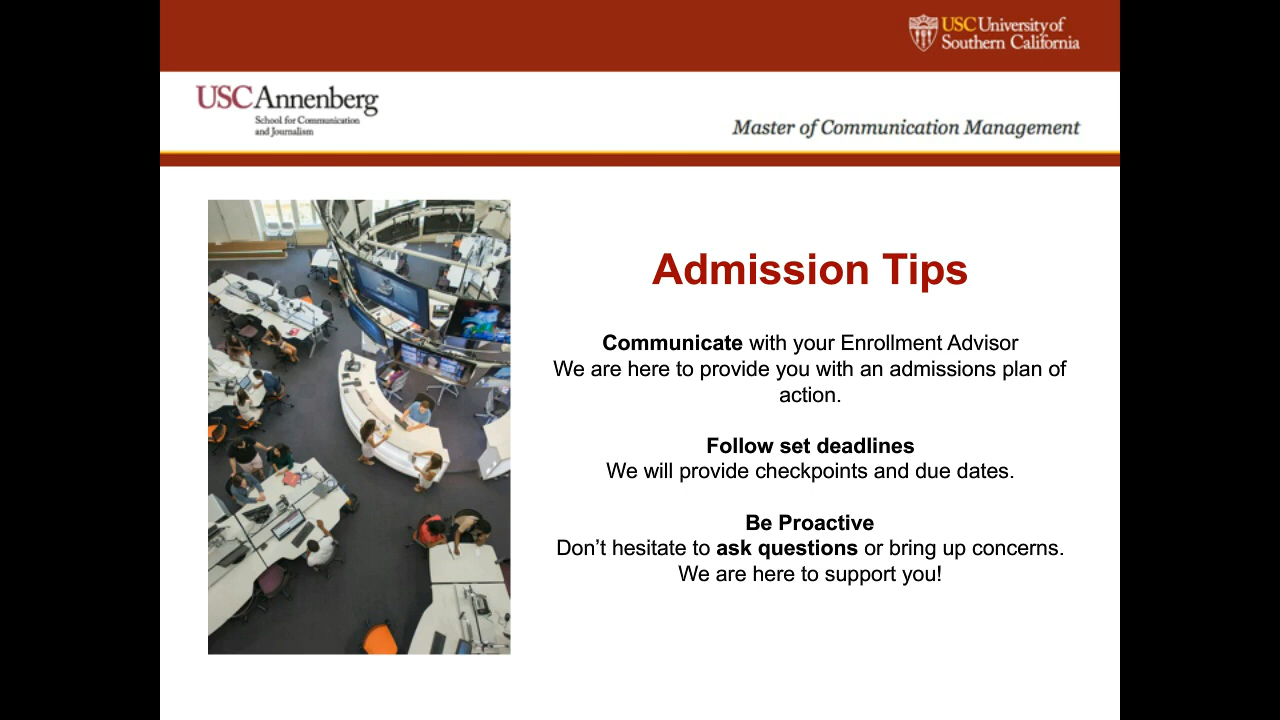 USC University of
Southern California
USC Annenberg
School for Communication
and Journalism
Master of Communication Management
Admission Tips
Communicate with your Enrollment Advisor
We are here to provide you with an admissions plan of
action.
Follow set deadlines
We will provide checkpoints and due dates.
Be Proactive
Don’t hesitate to ask questions or bring up concerns.
We are here to support you!